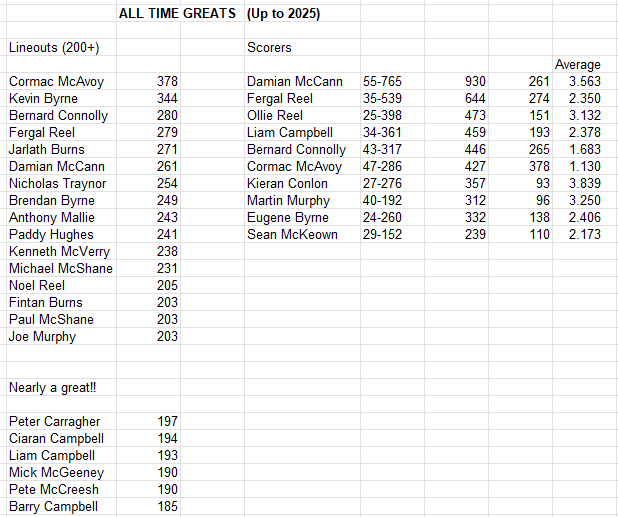 ALL TIME GREATS (Up to 2025)
Lineouts (200+) Scorers
Average
Cormac McAvoy 378 Damian McCann 55-765 930 261 3.563
Kevin Byrne 344 Fergal Reel 35-539 644 274 2.350
Bernard Connolly 280 Ollie Reel 25-398 473 151 3.132
Fergal Reel 279 Liam Campbell 34-361 459 193 2.378
Jarlath Burns 271 Bernard Connolly 43-317 446 265 1.683
Damian McCann 261 Cormac McAvoy 47-286 427 378 1.130
Nicholas Traynor 254 Kieran Conlon 27-276 357 93 3.839
Brendan Byrne 249 Martin Murphy 40-192 312 96 3.250
Anthony Mallie 243 Eugene Byrne 24-260 332 138 2.406
Paddy Hughes 241 Sean McKeown 29-152 239 110 2.173
Kenneth McVerry 238
Michael McShane 231
Noel Reel 205
Fintan Burns 203
Paul McShane 203
Joe Murphy 203
Nearly a great!!
Peter Carragher 197
Ciaran Campbell 194
Liam Campbell 193
Mick McGeeney 190
Pete McCreesh 190
Barry Campbell 185